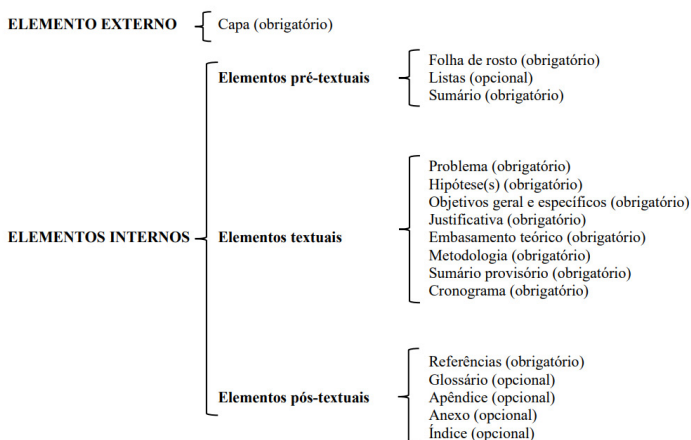 ELEMENTO EXTERNO
Capa (obrigatório)
Elementos pré-textuais
Folha de rosto (obrigatório)
Listas (opcional)
Sumário (obrigatório)
ELEMENTOS INTERNOS
Elementos textuais
Problema (obrigatório)
Hipótese(s) (obrigatório)
Objetivos geral e específicos (obrigatório)
Justificativa (obrigatório)
Embasamento teórico (obrigatório)
Metodologia (obrigatório)
Sumário provisório (obrigatório)
Cronograma (obrigatório)
Elementos pós-textuais
Referências (obrigatório)
Glossário (opcional)
Apêndice (opcional)
Anexo (opcional)
Índice (opcional)